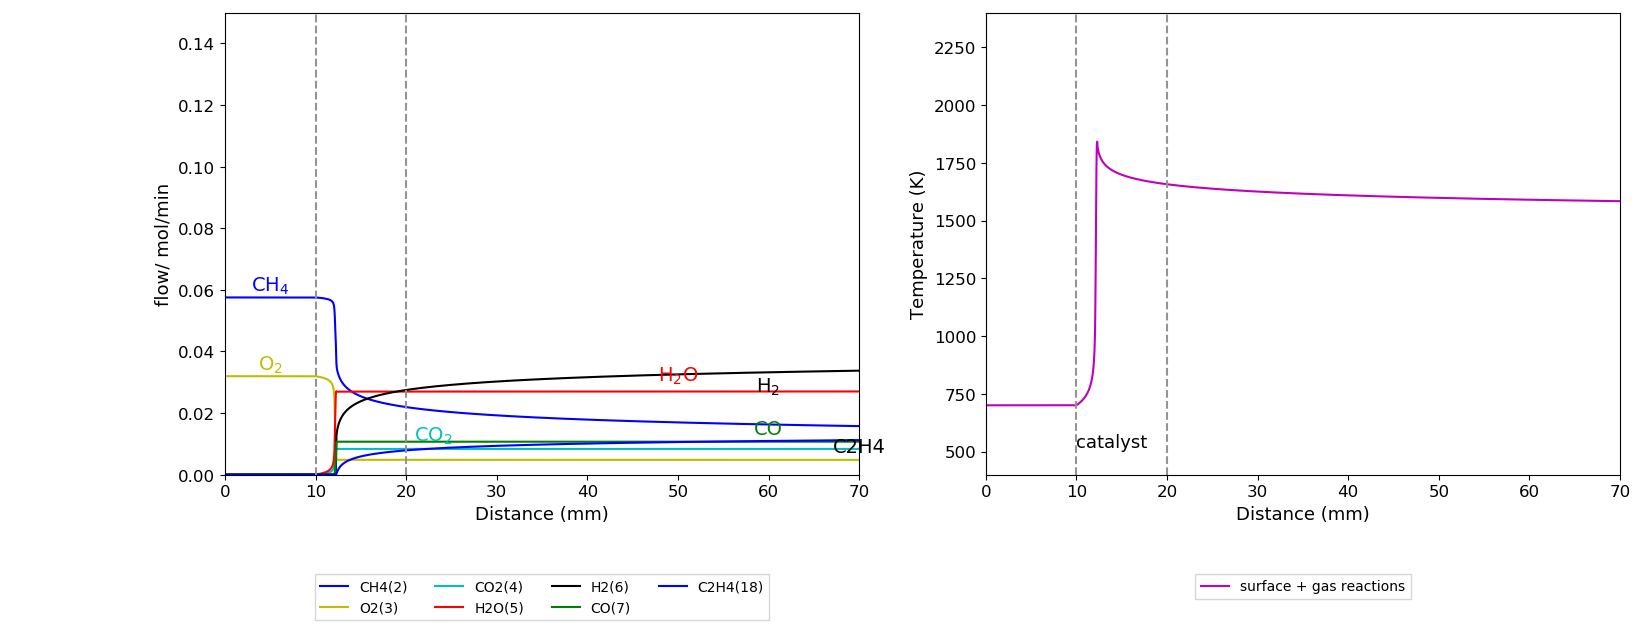 0.14
0.12
0.10
0.08
0.06
0.04
0.02
0.00
flow/ mol/min
CH₄
O₂
H₂O
H₂
CO
CO₂
C2H4
0 10 20 30 40 50 60 70
Distance (mm)
CH4(2) CO2(4) H2(6) C2H4(18)
O2(3) H2O(5) CO(7)
2250
2000
1750
1500
1250
1000
750
500
Temperature (K)
catalyst
0 10 20 30 40 50 60 70
Distance (mm)
surface + gas reactions